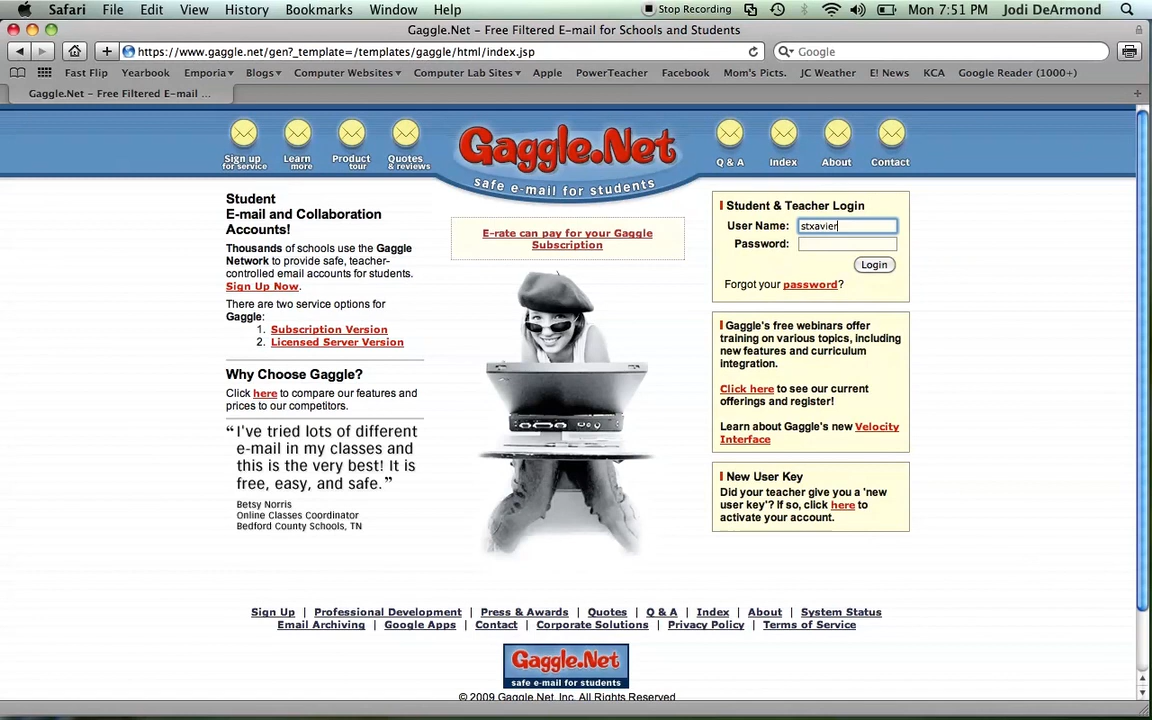 Safari File Edit View History Bookmarks Window Help Stop Recording Mon 7:51 PM Jodi DeArmond
Gaggle.Net – Free Filtered E-mail for Schools and Students
https://www.gaggle.net/gen?_template=/templates/gaggle/html/index.jsp Google
Fast Flip Yearbook Emporia Blogs Computer Websites Computer Lab Sites Apple PowerTeacher Facebook Mom's Picts. JC Weather E! News KCA Google Reader (1000+)
Gaggle.Net – Free Filtered E-mail ...
Sign up for service
Learn more
Product tour
Quotes & reviews
Gaggle.Net
safe e-mail for students
Q & A
Index
About
Contact
Student
E-mail and Collaboration
Accounts!
Thousands of schools use the Gaggle
Network to provide safe, teacher-
controlled email accounts for students.
Sign Up Now.
There are two service options for
Gaggle:
1. Subscription Version
2. Licensed Server Version
Why Choose Gaggle?
Click here to compare our features and
prices to our competitors.
“I've tried lots of different
e-mail in my classes and
this is the very best! It is
free, easy, and safe.”
Betsy Norris
Online Classes Coordinator
Bedford County Schools, TN
E-rate can pay for your Gaggle
Subscription
Student & Teacher Login
User Name: stxavier
Password:
Login
Forgot your password?
Gaggle's free webinars offer
training on various topics, including
new features and curriculum
integration.
Click here to see our current
offerings and register!
Learn about Gaggle's new Velocity
Interface
New User Key
Did your teacher give you a 'new
user key'? If so, click here to
activate your account.
Sign Up | Professional Development | Press & Awards | Quotes | Q & A | Index | About | System Status
Email Archiving | Google Apps | Contact | Corporate Solutions | Privacy Policy | Terms of Service
Gaggle.Net
safe e-mail for students
© 2009 Gaggle.Net, Inc. All Rights Reserved